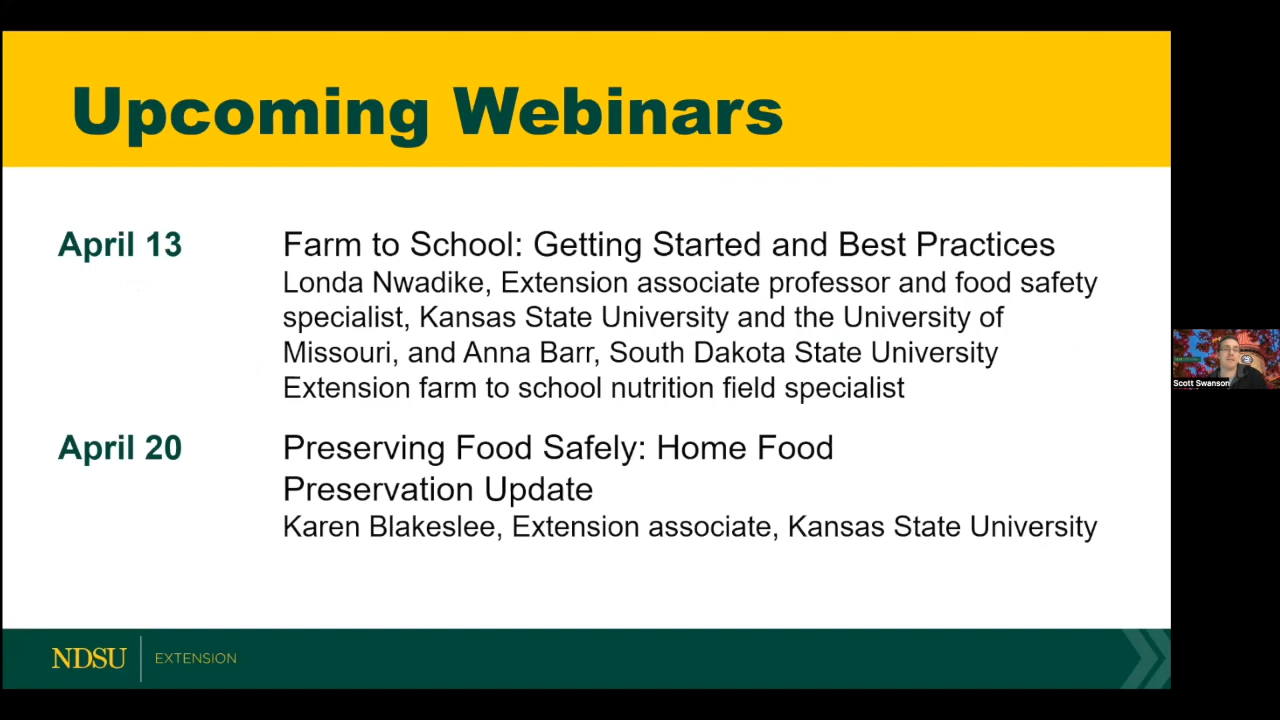 Upcoming Webinars
April 13
Farm to School: Getting Started and Best Practices
Londa Nwadike, Extension associate professor and food safety
specialist, Kansas State University and the University of
Missouri, and Anna Barr, South Dakota State University
Extension farm to school nutrition field specialist
April 20
Preserving Food Safely: Home Food
Preservation Update
Karen Blakeslee, Extension associate, Kansas State University
Scott Swanson
NDSU EXTENSION